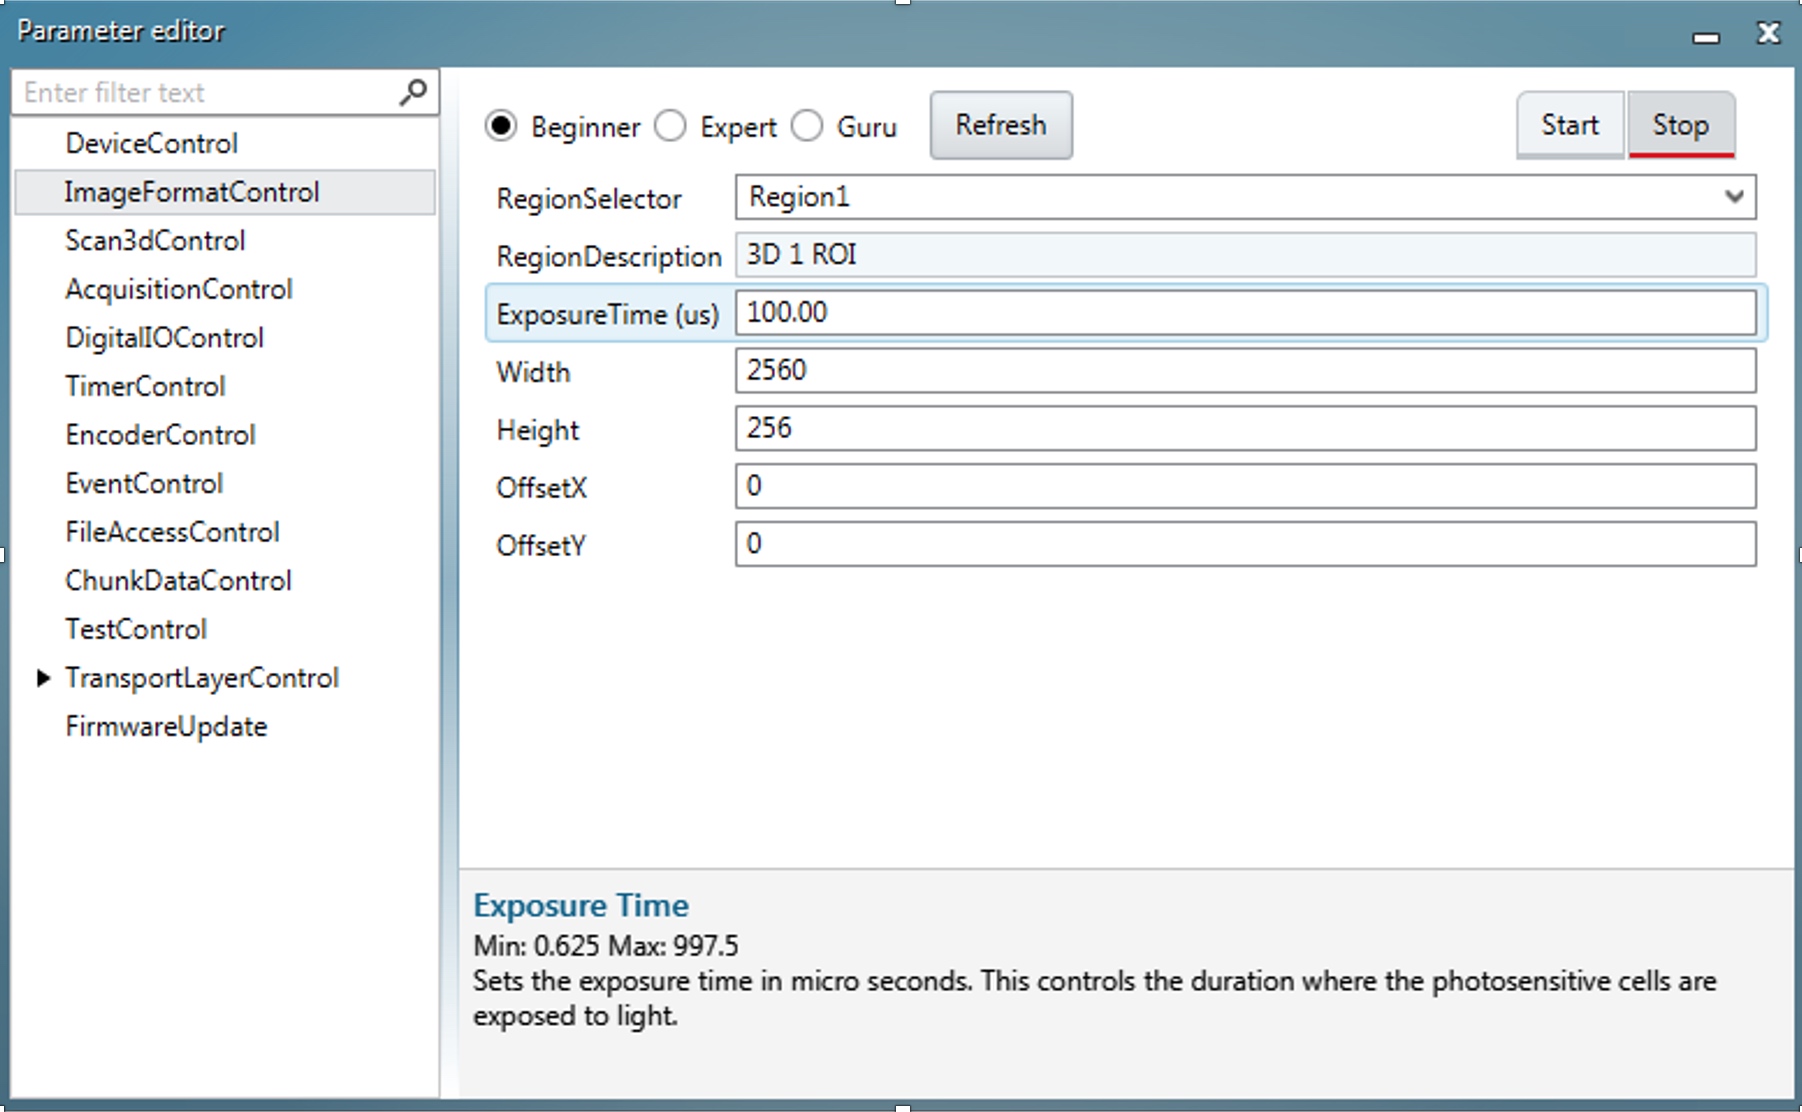 Parameter editor
Enter filter text
DeviceControl
ImageFormatControl
Scan3dControl
AcquisitionControl
DigitalIOControl
TimerControl
EncoderControl
EventControl
FileAccessControl
ChunkDataControl
TestControl
TransportLayerControl
FirmwareUpdate
Beginner Expert Guru Refresh Start Stop
RegionSelector Region1
RegionDescription 3D 1 ROI
ExposureTime (us) 100.00
Width 2560
Height 256
OffsetX 0
OffsetY 0
Exposure Time
Min: 0.625 Max: 997.5
Sets the exposure time in micro seconds. This controls the duration where the photosensitive cells are
exposed to light.